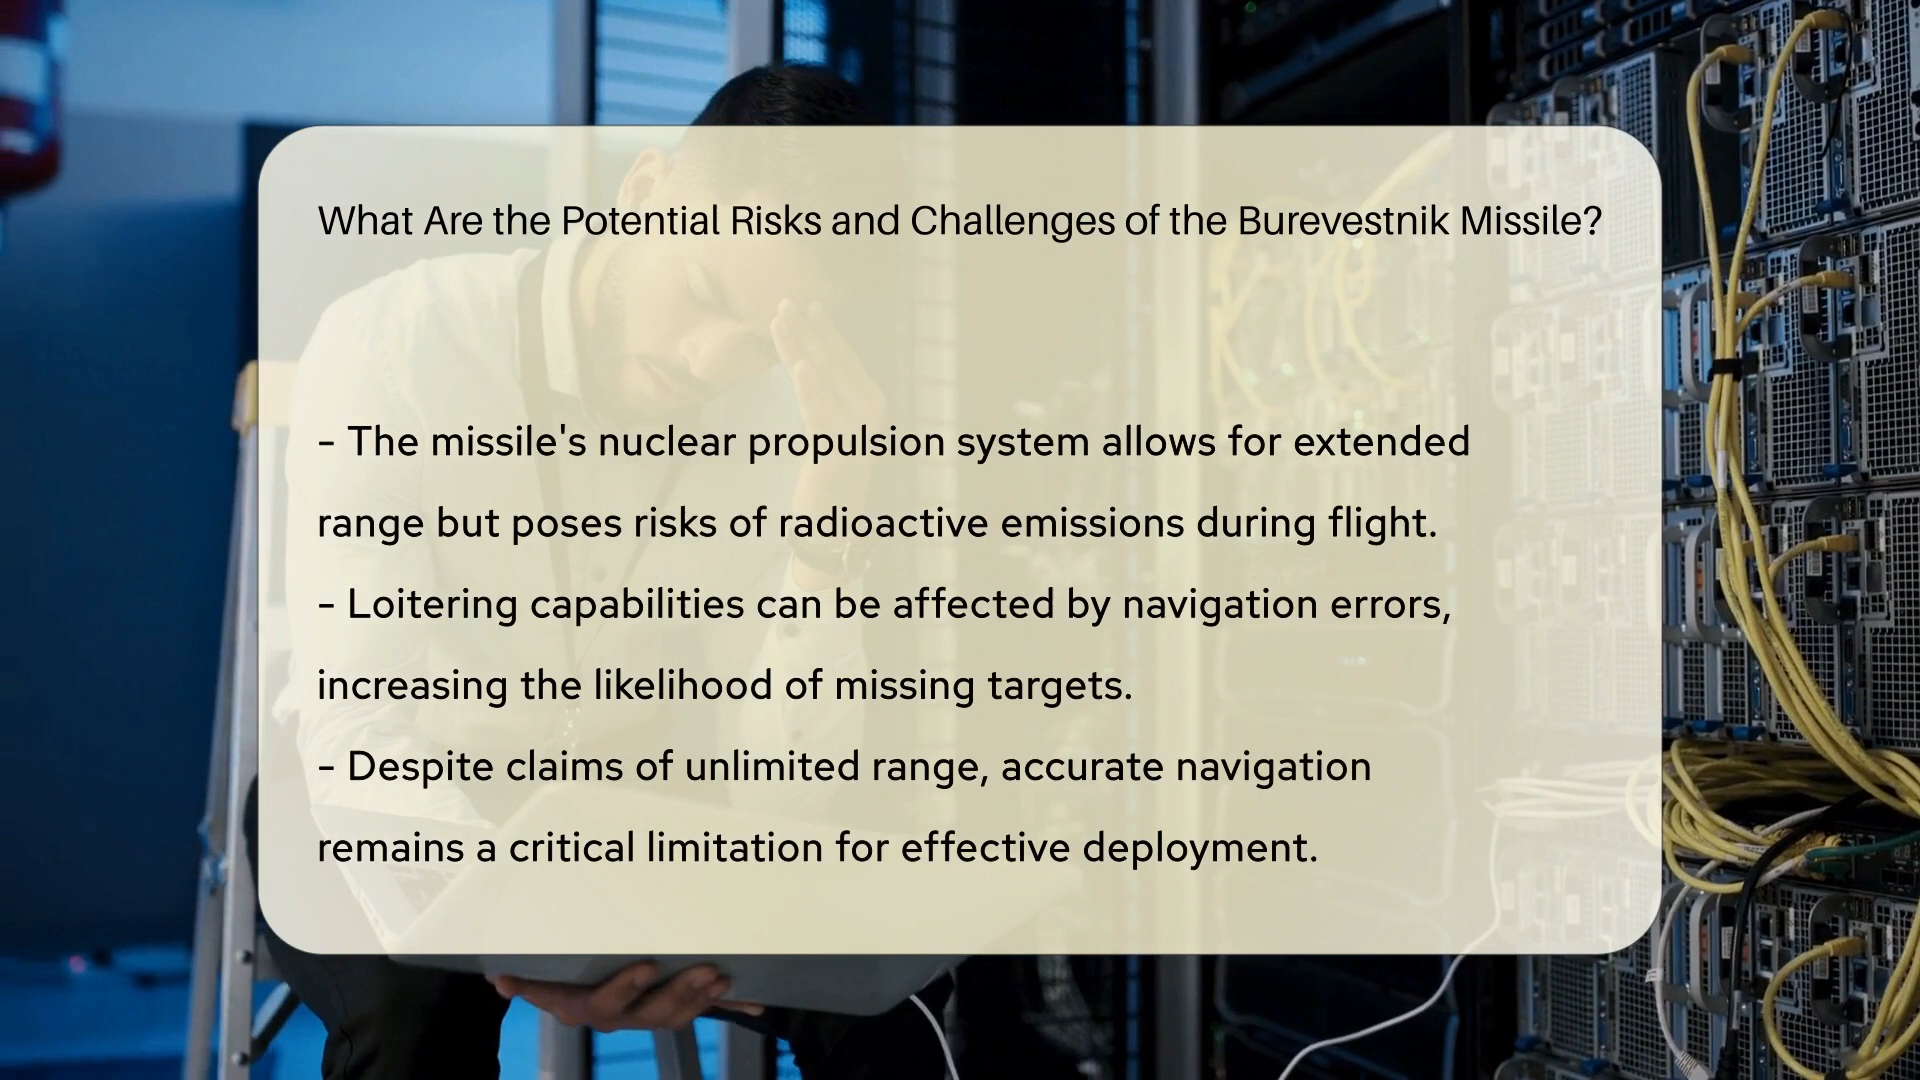 What Are the Potential Risks and Challenges of the Burevestnik Missile?
- The missile's nuclear propulsion system allows for extended
range but poses risks of radioactive emissions during flight.
- Loitering capabilities can be affected by navigation errors,
increasing the likelihood of missing targets.
- Despite claims of unlimited range, accurate navigation
remains a critical limitation for effective deployment.